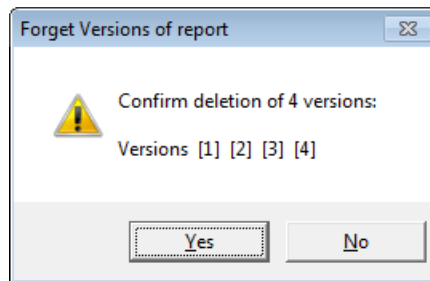 Forget Versions of report
Confirm deletion of 4 versions:
Versions [1] [2] [3] [4]
Yes No